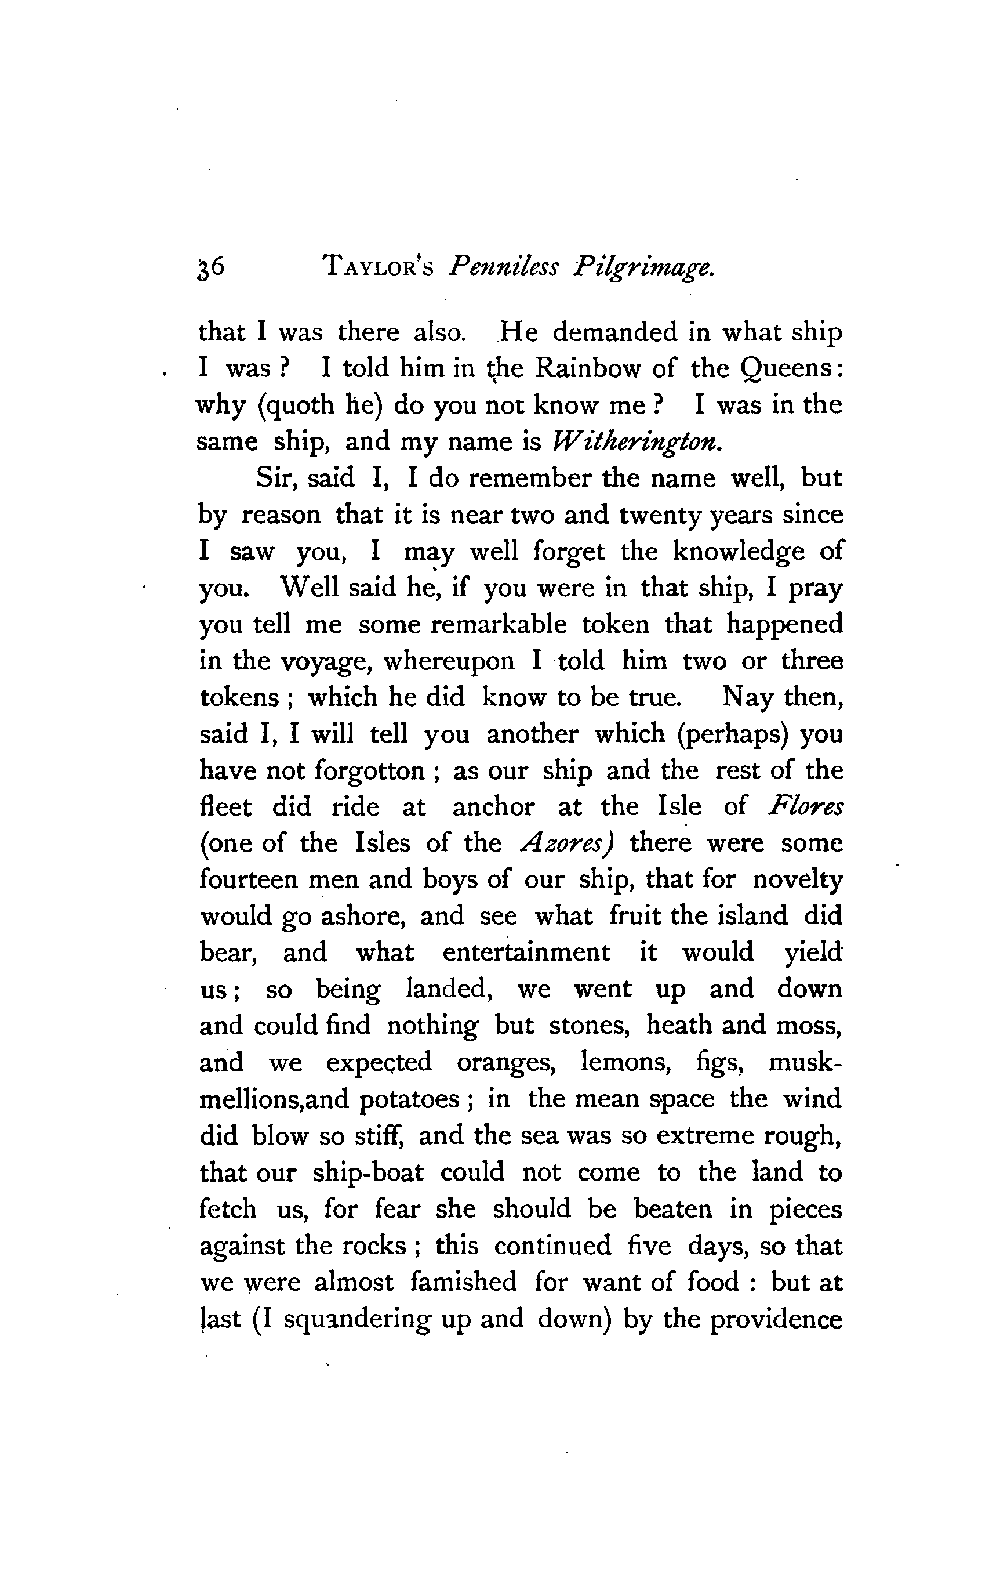 36 TAYLOR's Penniless Pilgrimage.
that I was there also. He demanded in what ship
I was ? I told him in the Rainbow of the Queens:
why (quoth he) do you not know me ? I was in the
same ship, and my name is Witherington.
Sir, said I, I do remember the name well, but
by reason that it is near two and twenty years since
I saw you, I may well forget the knowledge of
you. Well said he, if you were in that ship, I pray
you tell me some remarkable token that happened
in the voyage, whereupon I told him two or three
tokens ; which he did know to be true. Nay then,
said I, I will tell you another which (perhaps) you
have not forgotton ; as our ship and the rest of the
fleet did ride at anchor at the Isle of Flores
(one of the Isles of the Azores) there were some
fourteen men and boys of our ship, that for novelty
would go ashore, and see what fruit the island did
bear, and what entertainment it would yield
us ; so being landed, we went up and down
and could find nothing but stones, heath and moss,
and we expected oranges, lemons, figs, musk-
mellions,and potatoes ; in the mean space the wind
did blow so stiff, and the sea was so extreme rough,
that our ship-boat could not come to the land to
fetch us, for fear she should be beaten in pieces
against the rocks ; this continued five days, so that
we were almost famished for want of food : but at
last (I squandering up and down) by the providence